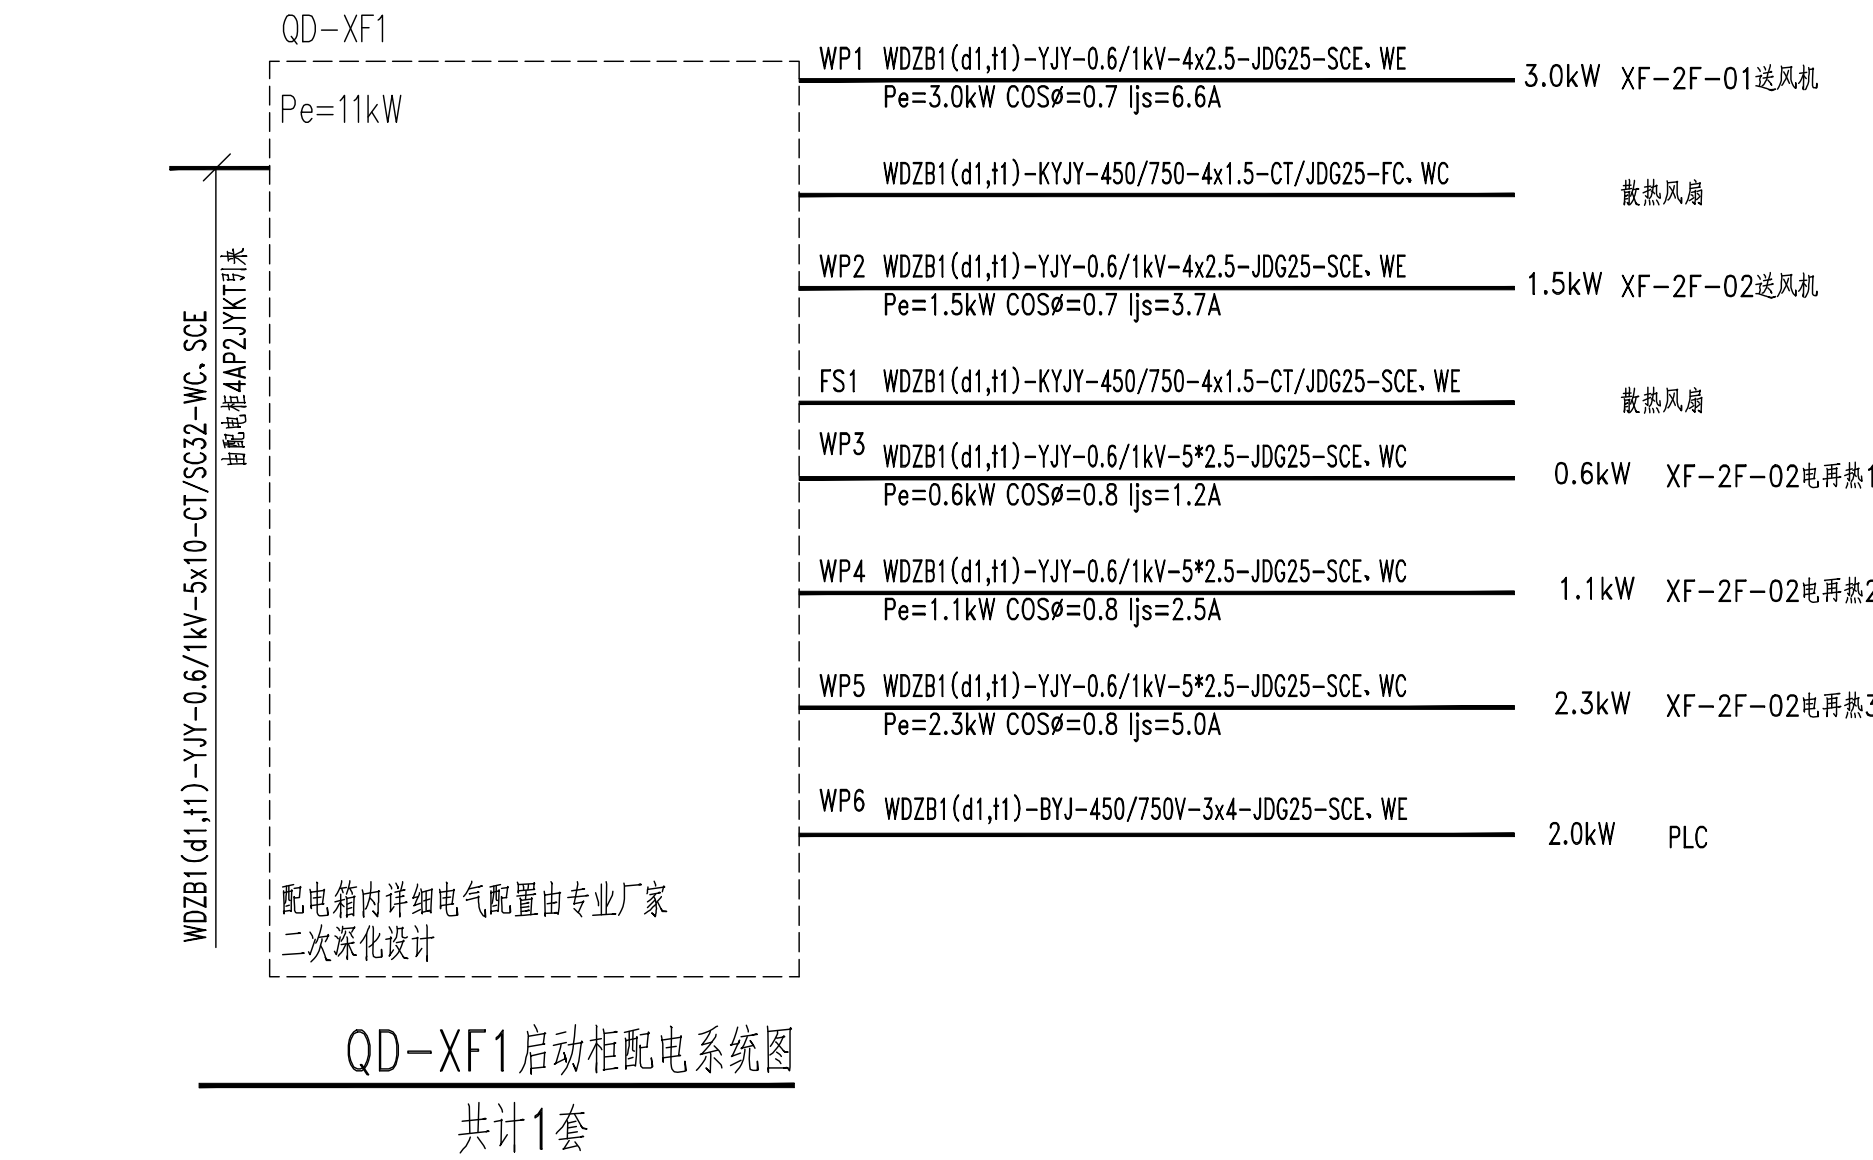 QD-XF1
Pe=11kW
WDZB1(d1,t1)-YJY-0.6/1kV-5x10-CT/SC32-WC、SCE
由配电柜4AP2JYKT引来
WP1 WDZB1(d1,t1)-YJY-0.6/1kV-4x2.5-JDG25-SCE、WE
Pe=3.0kW COSø=0.7 Ijs=6.6A
3.0kW XF-2F-01送风机
WDZB1(d1,t1)-KYJY-450/750-4x1.5-CT/JDG25-FC、WC
散热风扇
WP2 WDZB1(d1,t1)-YJY-0.6/1kV-4x2.5-JDG25-SCE、WE
Pe=1.5kW COSø=0.7 Ijs=3.7A
1.5kW XF-2F-02送风机
FS1 WDZB1(d1,t1)-KYJY-450/750-4x1.5-CT/JDG25-SCE、WE
散热风扇
WP3 WDZB1(d1,t1)-YJY-0.6/1kV-5*2.5-JDG25-SCE、WC
Pe=0.6kW COSø=0.8 Ijs=1.2A
0.6kW XF-2F-02电再热1
WP4 WDZB1(d1,t1)-YJY-0.6/1kV-5*2.5-JDG25-SCE、WC
Pe=1.1kW COSø=0.8 Ijs=2.5A
1.1kW XF-2F-02电再热2
WP5 WDZB1(d1,t1)-YJY-0.6/1kV-5*2.5-JDG25-SCE、WC
Pe=2.3kW COSø=0.8 Ijs=5.0A
2.3kW XF-2F-02电再热3
WP6 WDZB1(d1,t1)-BYJ-450/750V-3x4-JDG25-SCE、WE
2.0kW PLC
配电箱内详细电气配置由专业厂家
二次深化设计
QD-XF1启动柜配电系统图
共计1套